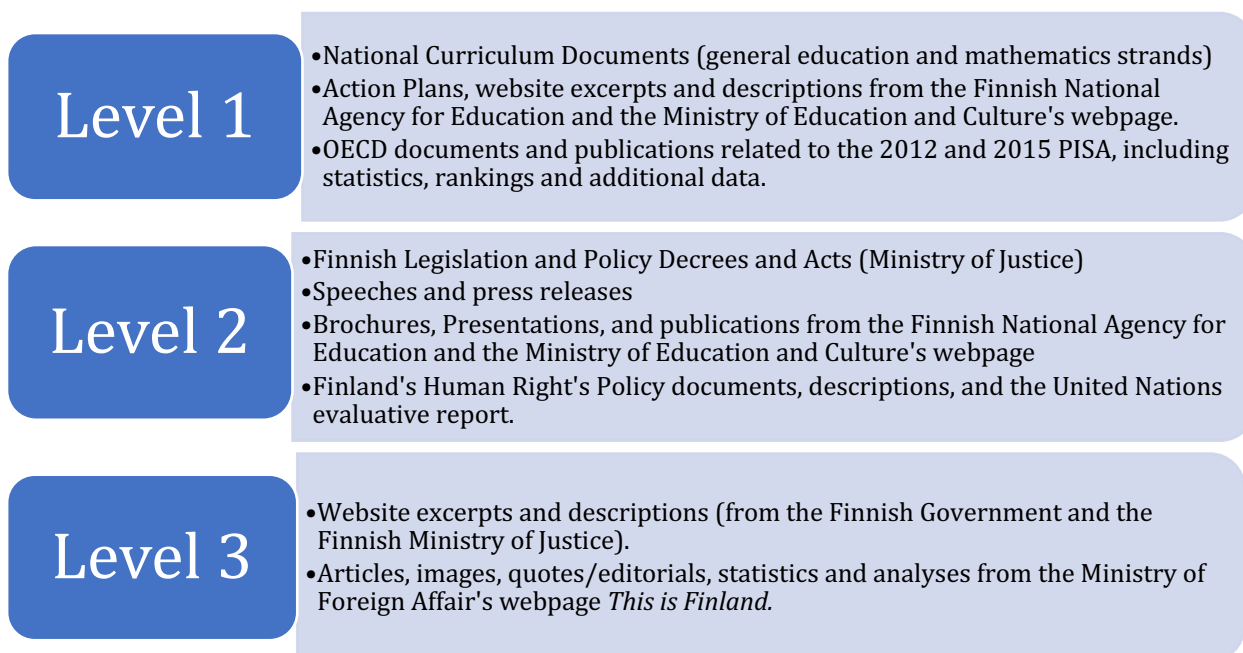 Level 1
•National Curriculum Documents (general education and mathematics strands)
•Action Plans, website excerpts and descriptions from the Finnish National
Agency for Education and the Ministry of Education and Culture's webpage.
•OECD documents and publications related to the 2012 and 2015 PISA, including
statistics, rankings and additional data.
Level 2
•Finnish Legislation and Policy Decrees and Acts (Ministry of Justice)
•Speeches and press releases
•Brochures, Presentations, and publications from the Finnish National Agency for
Education and the Ministry of Education and Culture's webpage
•Finland's Human Right's Policy documents, descriptions, and the United Nations
evaluative report.
Level 3
•Website excerpts and descriptions (from the Finnish Government and the
Finnish Ministry of Justice).
•Articles, images, quotes/editorials, statistics and analyses from the Ministry of
Foreign Affair's webpage This is Finland.